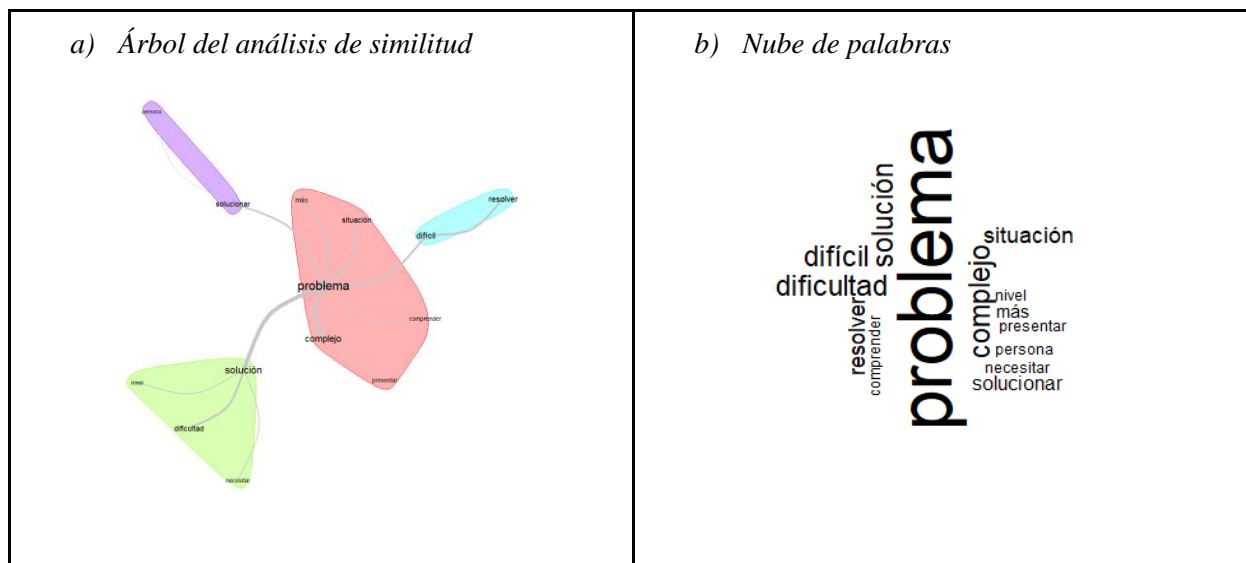 a) Árbol del análisis de similitud
persona
solucionar
más
situación
resolver
difícil
problema
comprender
complejo
presentar
solución
nivel
dificultad
necesitar
b) Nube de palabras
problema
solución
difícil
dificultad
resolver
comprender
situación
complejo
nivel
más
presentar
persona
necesitar
solucionar